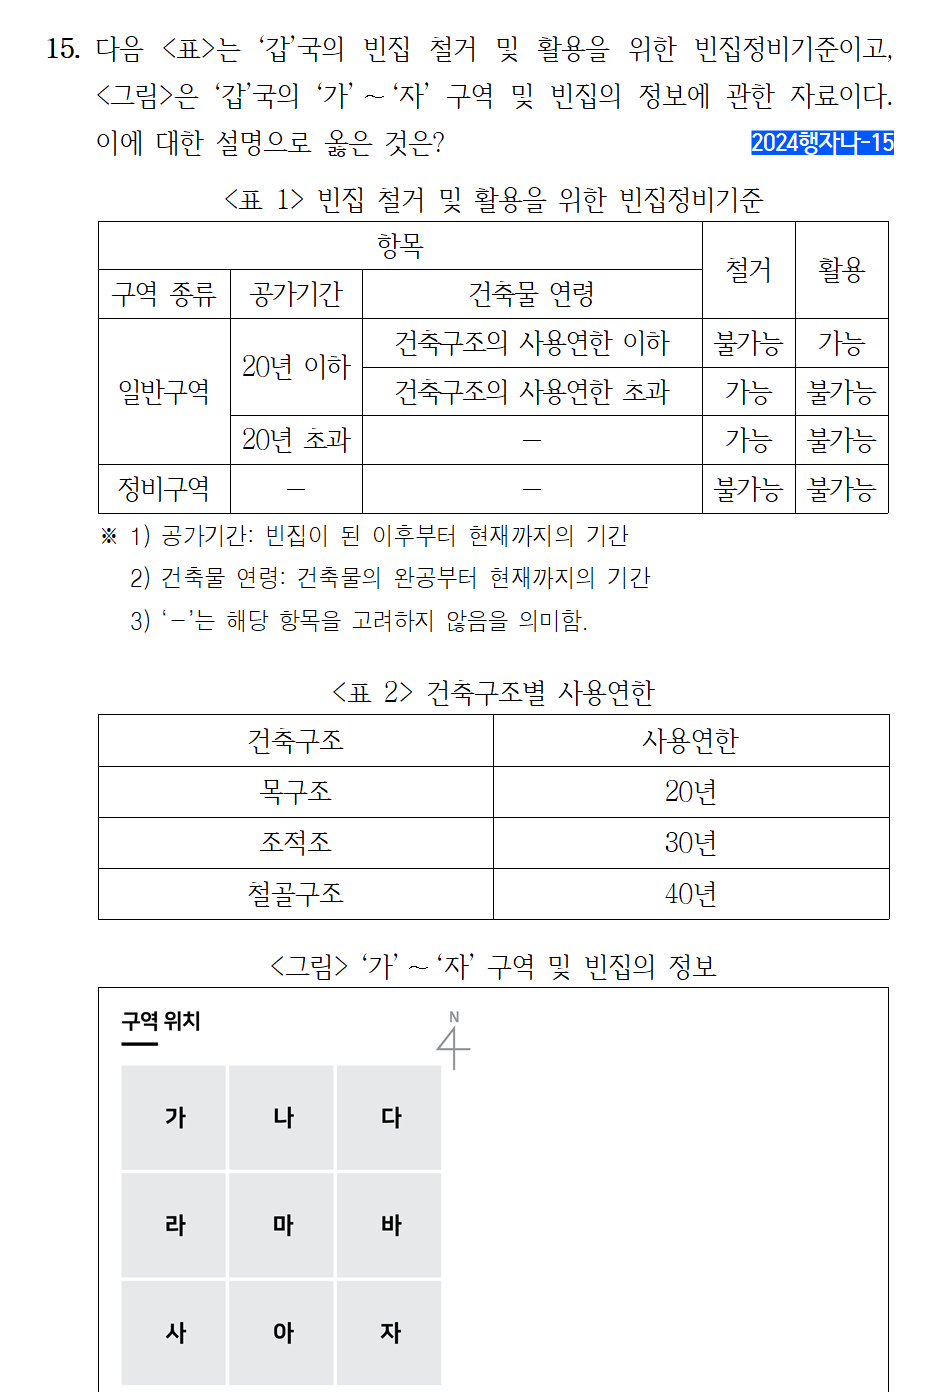 15. 다음 <표>는 ‘갑’국의 빈집 철거 및 활용을 위한 빈집정비기준이고,
<그림>은 ‘갑’국의 ‘가’～‘자’ 구역 및 빈집의 정보에 관한 자료이다.
이에 대한 설명으로 옳은 것은?
2024행자나-15
<표 1> 빈집 철거 및 활용을 위한 빈집정비기준
항목 철거 활용
구역 종류 공가기간 건축물 연령
일반구역 20년 이하 건축구조의 사용연한 이하 불가능 가능
건축구조의 사용연한 초과 가능 불가능
20년 초과 － 가능 불가능
정비구역 － － 불가능 불가능
※ 1) 공가기간: 빈집이 된 이후부터 현재까지의 기간
2) 건축물 연령: 건축물의 완공부터 현재까지의 기간
3) ‘－’는 해당 항목을 고려하지 않음을 의미함.
<표 2> 건축구조별 사용연한
건축구조 사용연한
목구조 20년
조적조 30년
철골구조 40년
<그림> ‘가’～‘자’ 구역 및 빈집의 정보
구역 위치
N
가 나 다
라 마 바
사 아 자